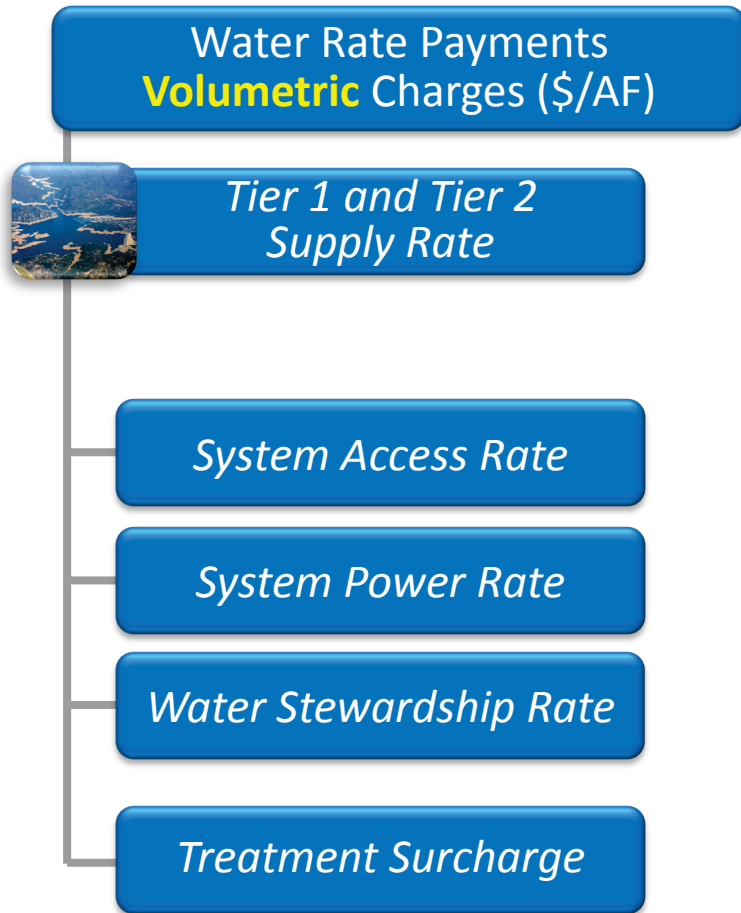 Water Rate Payments
Volumetric Charges ($/AF)
Tier 1 and Tier 2
Supply Rate
System Access Rate
System Power Rate
Water Stewardship Rate
Treatment Surcharge